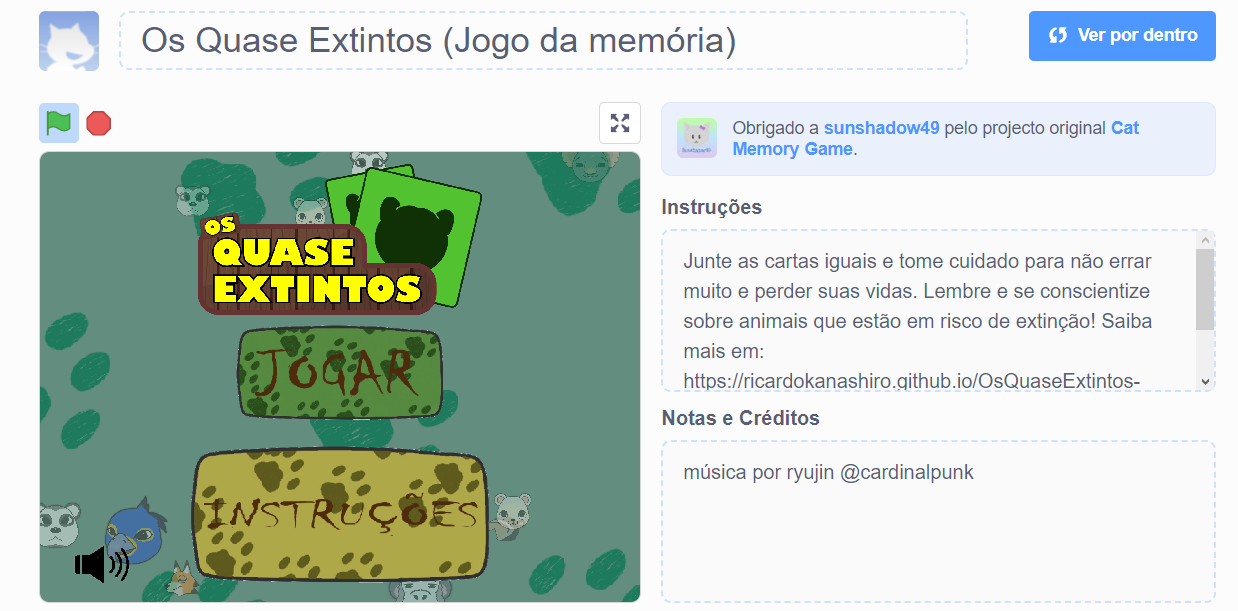 Os Quase Extintos (Jogo da memória)
Ver por dentro
OS
QUASE
EXTINTOS
JOGAR
INSTRUÇÕES
Obrigado a sunshadow49 pelo projecto original Cat
Memory Game.
Instruções
Junte as cartas iguais e tome cuidado para não errar
muito e perder suas vidas. Lembre e se conscientize
sobre animais que estão em risco de extinção! Saiba
mais em:
https://ricardokanashiro.github.io/OsQuaseExtintos-
Notas e Créditos
música por ryujin @cardinalpunk